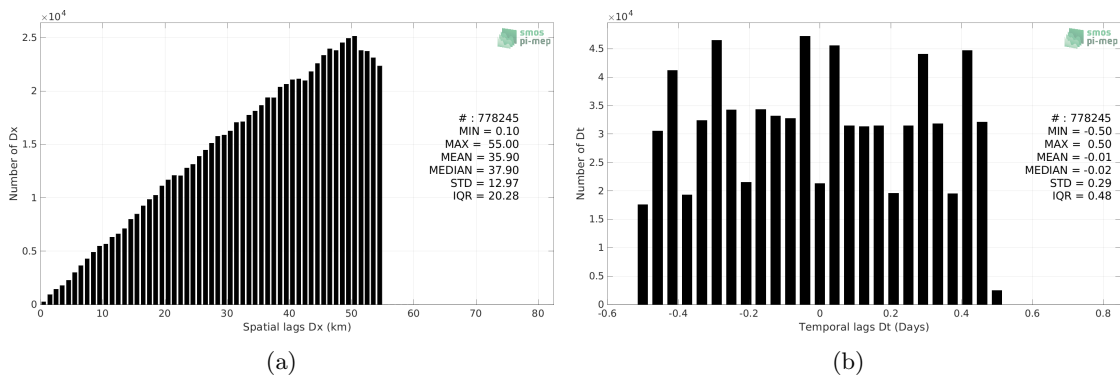 ×10⁴
2.5
2
1.5
1
0.5
0
0 10 20 30 40 50 60 70 80
Number of Dx
Spatial lags Dx (km)
smos
pi-mep
# : 778245
MIN = 0.10
MAX = 55.00
MEAN = 35.90
MEDIAN = 37.90
STD = 12.97
IQR = 20.28
(a)
×10⁴
4.5
4
3.5
3
2.5
2
1.5
1
0.5
0
-0.6 -0.4 -0.2 0 0.2 0.4 0.6 0.8
Number of Dt
Temporal lags Dt (Days)
smos
pi-mep
# : 778245
MIN = -0.50
MAX = 0.50
MEAN = -0.01
MEDIAN = -0.02
STD = 0.29
IQR = 0.48
(b)